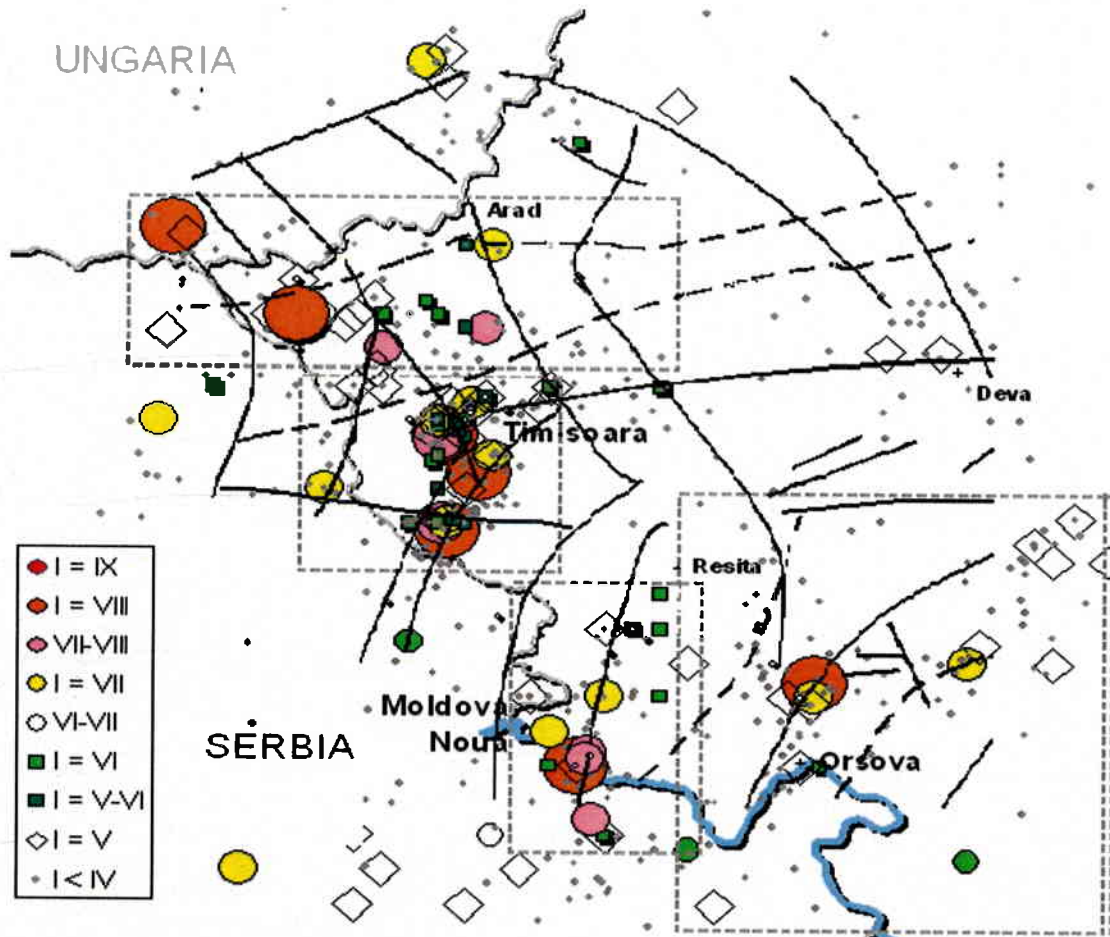 UNGARIA
Arad
Deva
Timisoara
Resita
I = IX
I = VIII
VII-VIII
I = VII
VI-VII
I = VI
I = V-VI
I = V
I < IV
Moldova
Noua
SERBIA
Orsova